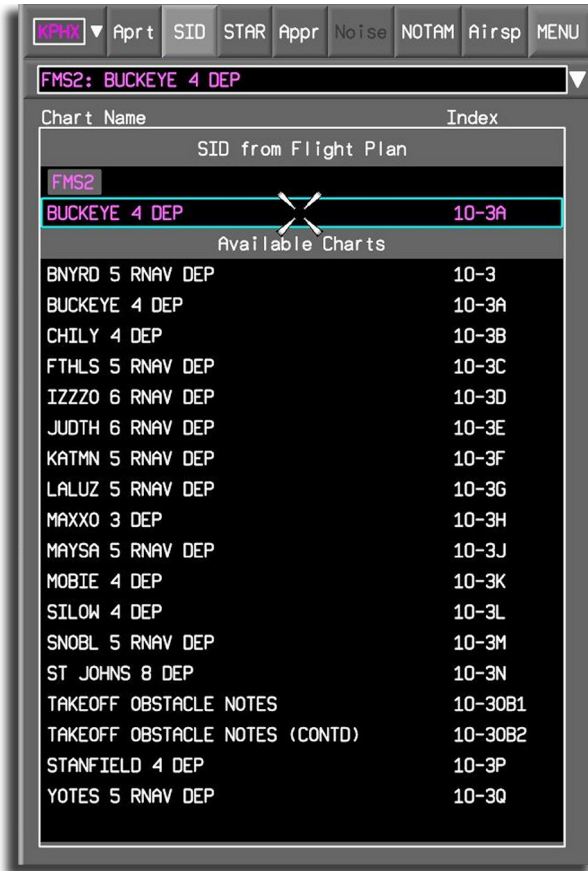 KPHX Aprt SID STAR Appr Noise NOTAM Airsp MENU
FMS2: BUCKEYE 4 DEP
Chart Name Index
SID from Flight Plan
FMS2
BUCKEYE 4 DEP 10-3A
Available Charts
BNYRD 5 RNAV DEP 10-3
BUCKEYE 4 DEP 10-3A
CHILY 4 DEP 10-3B
FTHLS 5 RNAV DEP 10-3C
IZZZO 6 RNAV DEP 10-3D
JUDTH 6 RNAV DEP 10-3E
KATMN 5 RNAV DEP 10-3F
LALUZ 5 RNAV DEP 10-3G
MAXXO 3 DEP 10-3H
MAYSA 5 RNAV DEP 10-3J
MOBIE 4 DEP 10-3K
SILOW 4 DEP 10-3L
SNOBL 5 RNAV DEP 10-3M
ST JOHNS 8 DEP 10-3N
TAKEOFF OBSTACLE NOTES 10-3OB1
TAKEOFF OBSTACLE NOTES (CONTD) 10-3OB2
STANFIELD 4 DEP 10-3P
YOTES 5 RNAV DEP 10-3Q